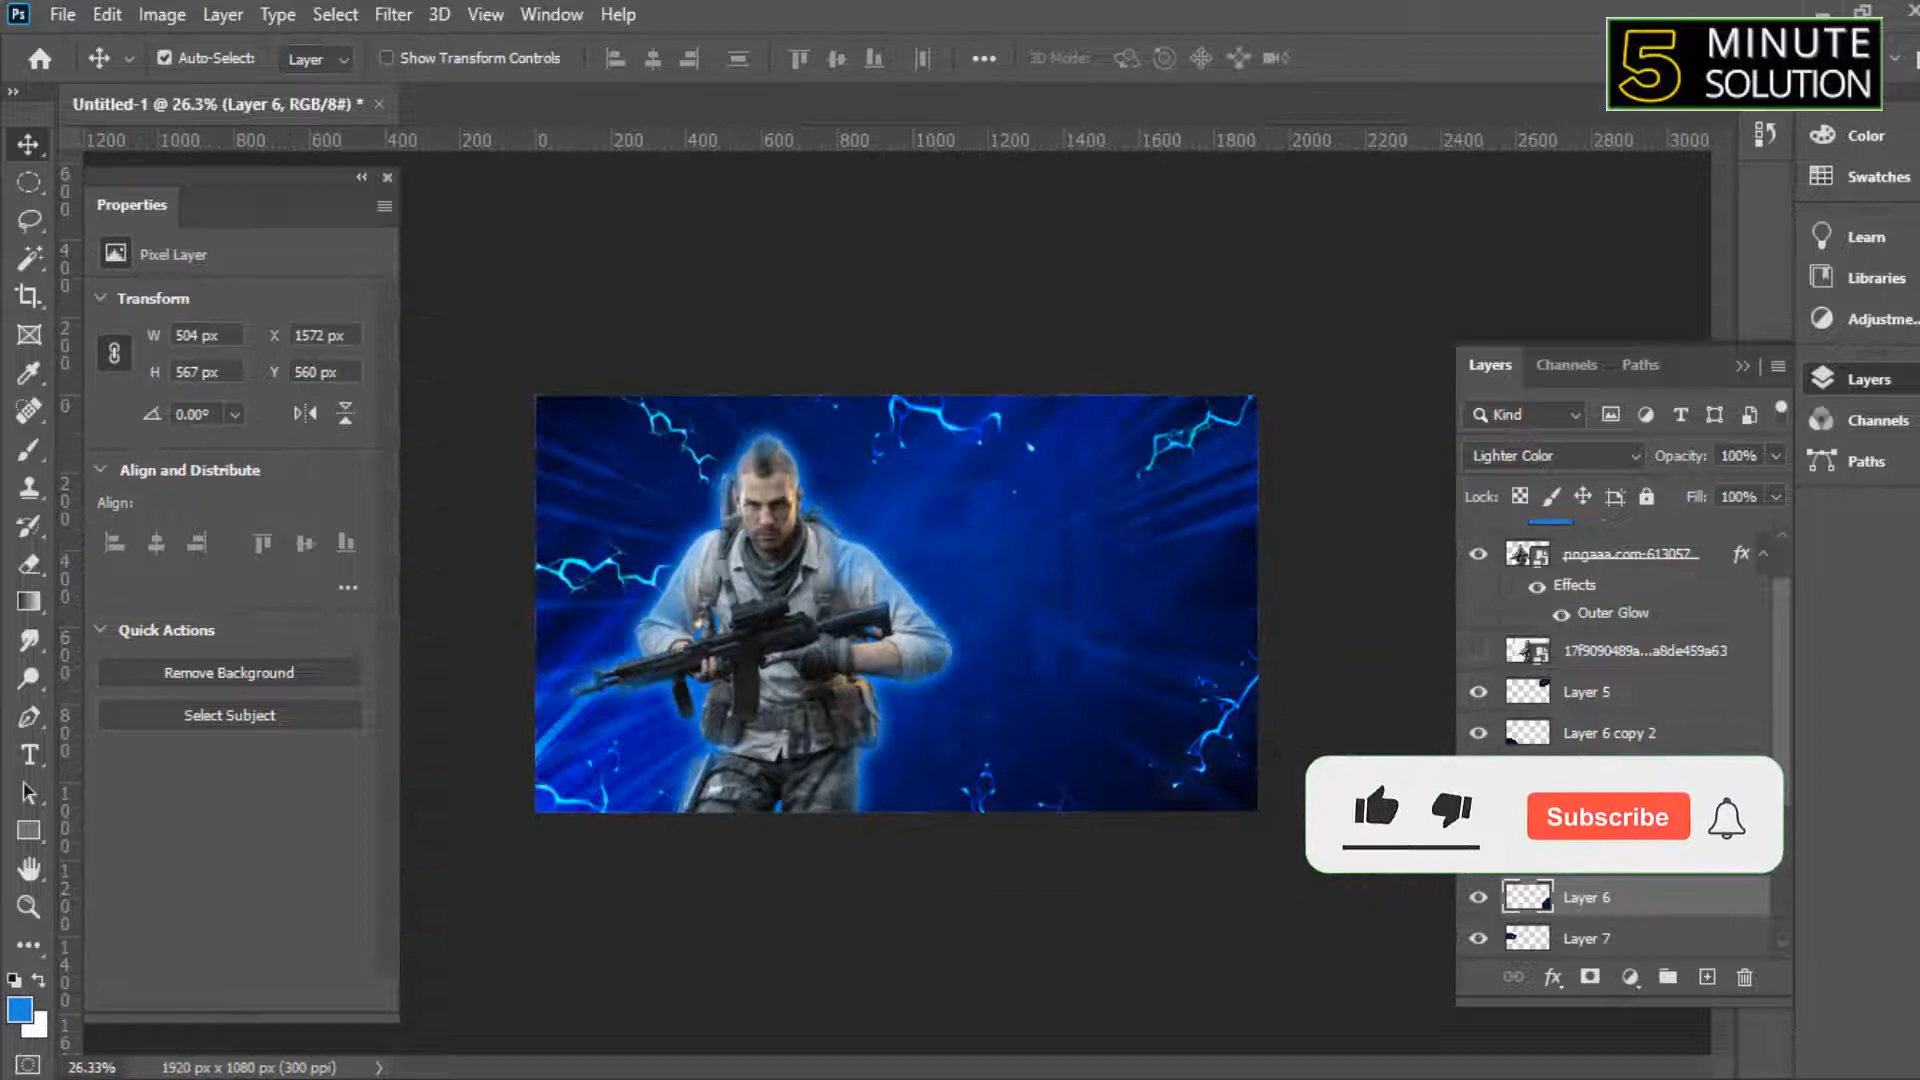 Ps File Edit Image Layer Type Select Filter 3D View Window Help
5 MINUTE SOLUTION
Auto-Select: Layer Show Transform Controls 3D Mode:
Untitled-1 @ 26.3% (Layer 6, RGB/8#) *
1200 1000 800 600 400 200 0 200 400 600 800 1000 1200 1400 1600 1800 2000 2200 2400 2600 2800 3000
Color
Swatches
Learn
Libraries
Adjustme...
Layers
Channels
Paths
Properties
Pixel Layer
Transform
W 504 px X 1572 px
H 567 px Y 560 px
0.00°
Align and Distribute
Align:
Quick Actions
Remove Background
Select Subject
Layers Channels Paths
Kind
Lighter Color Opacity: 100%
Lock: Fill: 100%
pngaaa.com-613057... fx
Effects
Outer Glow
17f9090489a...a8de459a63
Layer 5
Layer 6 copy 2
Subscribe
Layer 6
Layer 7
fx
26.33% 1920 px x 1080 px (300 ppi)